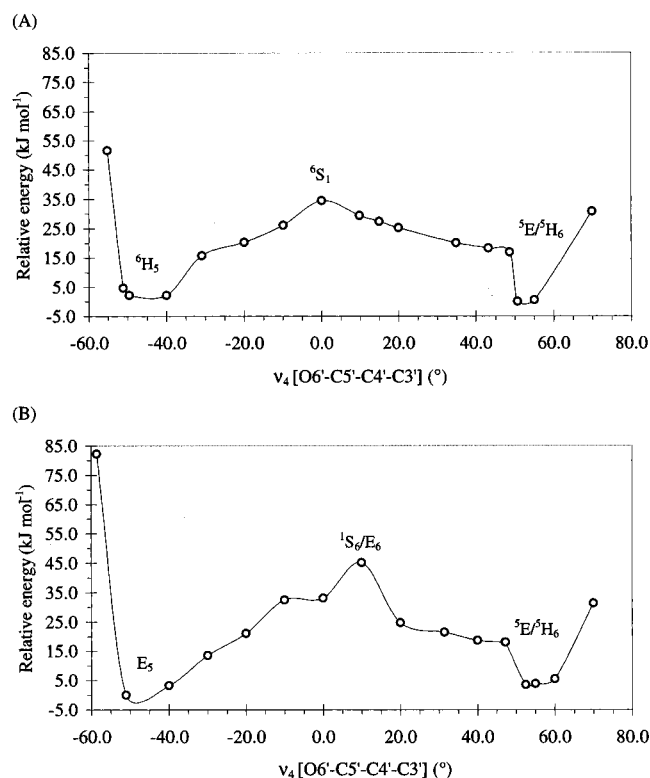 (A)
85.0
75.0
65.0
55.0
45.0
35.0
25.0
15.0
5.0
-5.0
Relative energy (kJ mol⁻¹)
⁶H₅
⁶S₁
⁵E/⁵H₆
-60.0 -40.0 -20.0 0.0 20.0 40.0 60.0 80.0
ν₄ [O6'-C5'-C4'-C3'] (°)
(B)
85.0
75.0
65.0
55.0
45.0
35.0
25.0
15.0
5.0
-5.0
Relative energy (kJ mol⁻¹)
E₅
¹S₆/E₆
⁵E/⁵H₆
-60.0 -40.0 -20.0 0.0 20.0 40.0 60.0 80.0
ν₄ [O6'-C5'-C4'-C3'] (°)